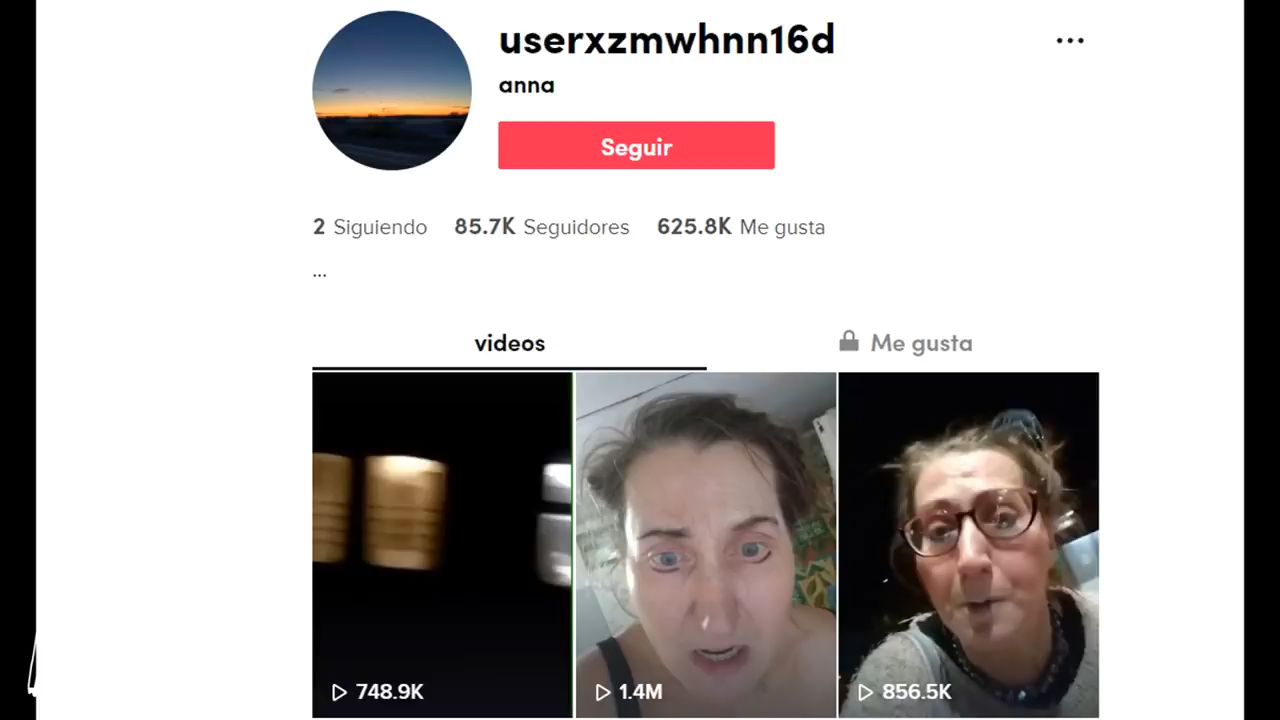 userxzmwhnn16d
anna
Seguir
2 Siguiendo 85.7K Seguidores 625.8K Me gusta
...
videos Me gusta
748.9K 1.4M 856.5K